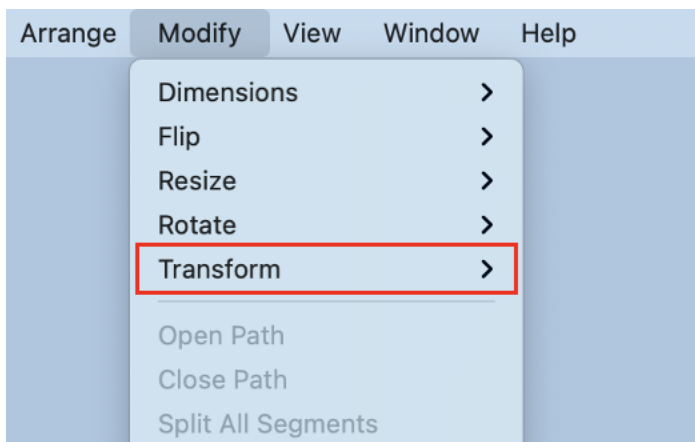 Arrange Modify View Window Help
Dimensions
Flip
Resize
Rotate
Transform
Open Path
Close Path
Split All Segments